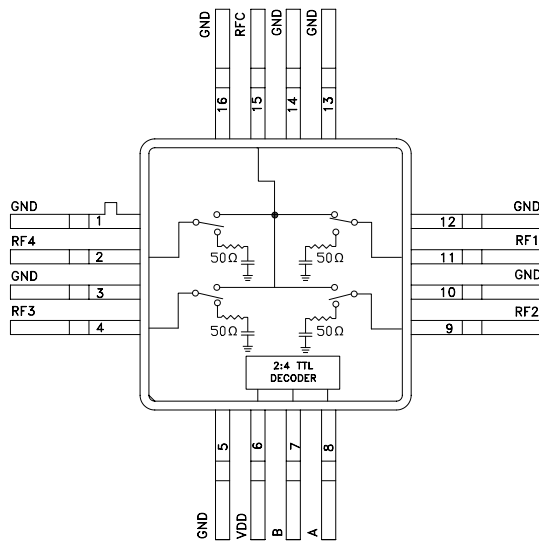 GND
RFC
GND
GND
16
15
14
13
GND
1
RF4
2
GND
3
RF3
4
GND
12
RF1
11
GND
10
RF2
9
50Ω
50Ω
50Ω
50Ω
2:4 TTL
DECODER
5
6
7
8
GND
VDD
B
A